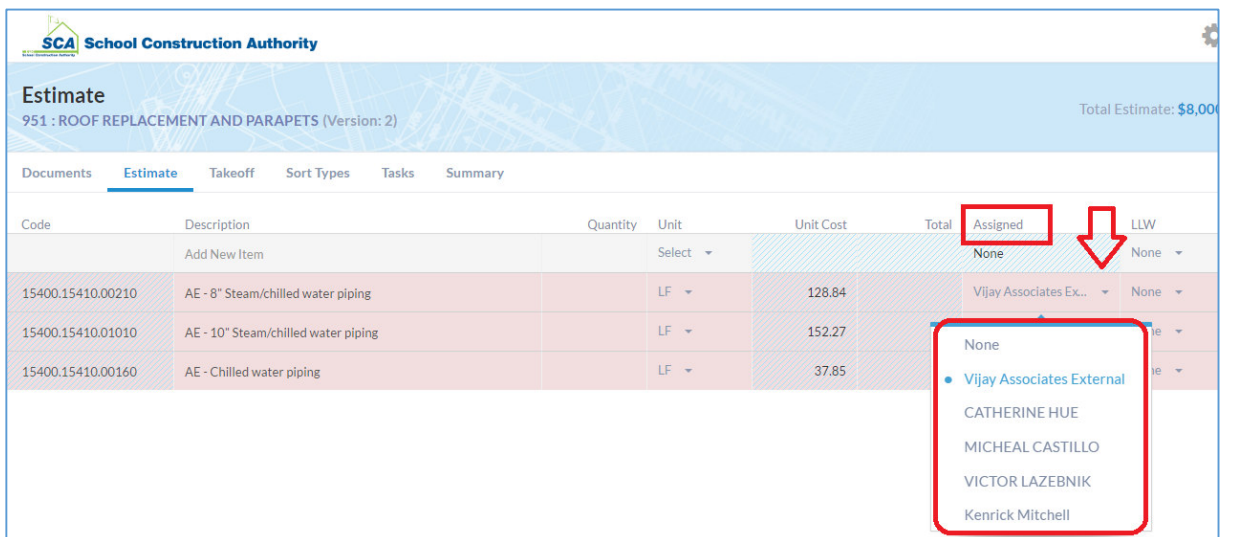 SCA School Construction Authority
Estimate
951 : ROOF REPLACEMENT AND PARAPETS (Version: 2)
Total Estimate: $8,000
Documents Estimate Takeoff Sort Types Tasks Summary
Code Description Quantity Unit Unit Cost Total Assigned LLW
Add New Item Select None None
15400.15410.00210 AE - 8" Steam/chilled water piping LF 128.84 Vijay Associates Ex... None
15400.15410.01010 AE - 10" Steam/chilled water piping LF 152.27
15400.15410.00160 AE - Chilled water piping LF 37.85
None
Vijay Associates External
CATHERINE HUE
MICHEAL CASTILLO
VICTOR LAZEBNIK
Kenrick Mitchell